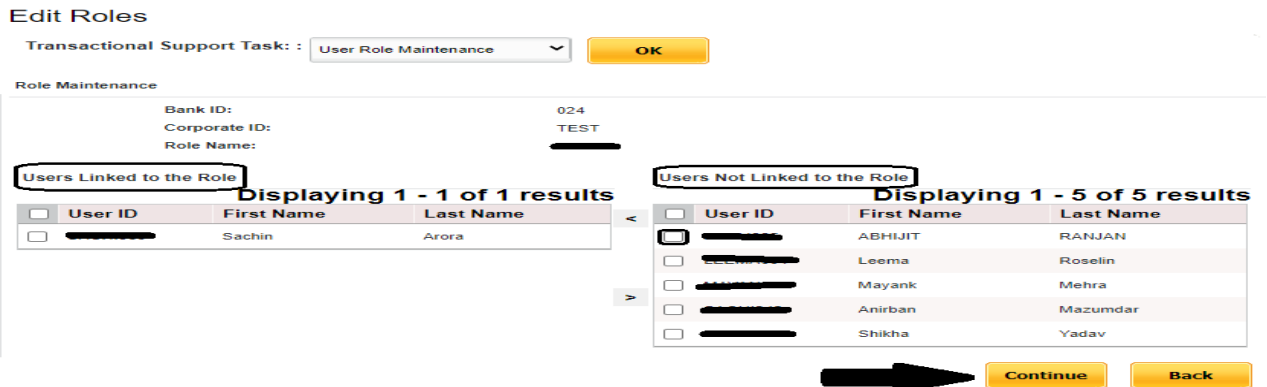 Edit Roles
Transactional Support Task: : User Role Maintenance OK
Role Maintenance
Bank ID: 024
Corporate ID: TEST
Role Name:
Users Linked to the Role
Displaying 1 - 1 of 1 results
User ID First Name Last Name
Sachin Arora
<
>
Users Not Linked to the Role
Displaying 1 - 5 of 5 results
User ID First Name Last Name
ABHIJIT RANJAN
Leema Roselin
Mayank Mehra
Anirban Mazumdar
Shikha Yadav
Continue Back